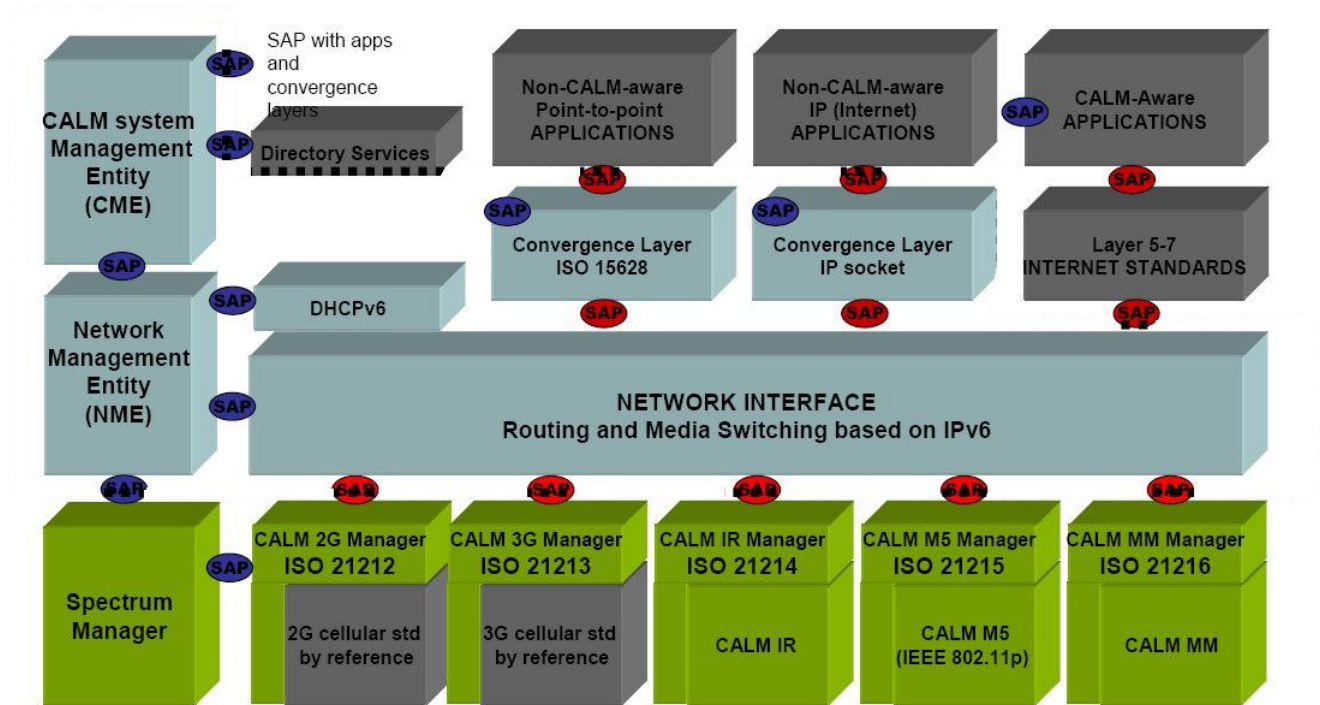 SAP
SAP with apps
and
convergence
layers
CALM system
Management
Entity
(CME)
SAP
Directory Services
Non-CALM-aware
Point-to-point
APPLICATIONS
Non-CALM-aware
IP (Internet)
APPLICATIONS
SAP
CALM-Aware
APPLICATIONS
SAP
SAP
SAP
SAP
Convergence Layer
ISO 15628
SAP
Convergence Layer
IP socket
Layer 5-7
INTERNET STANDARDS
SAP
SAP
DHCPv6
SAP
SAP
SAP
Network
Management
Entity
(NME)
SAP
NETWORK INTERFACE
Routing and Media Switching based on IPv6
SAP
SAP
SAP
SAP
SAP
SAP
Spectrum
Manager
SAP
CALM 2G Manager
ISO 21212
2G cellular std
by reference
CALM 3G Manager
ISO 21213
3G cellular std
by reference
CALM IR Manager
ISO 21214
CALM IR
CALM M5 Manager
ISO 21215
CALM M5
(IEEE 802.11p)
CALM MM Manager
ISO 21216
CALM MM